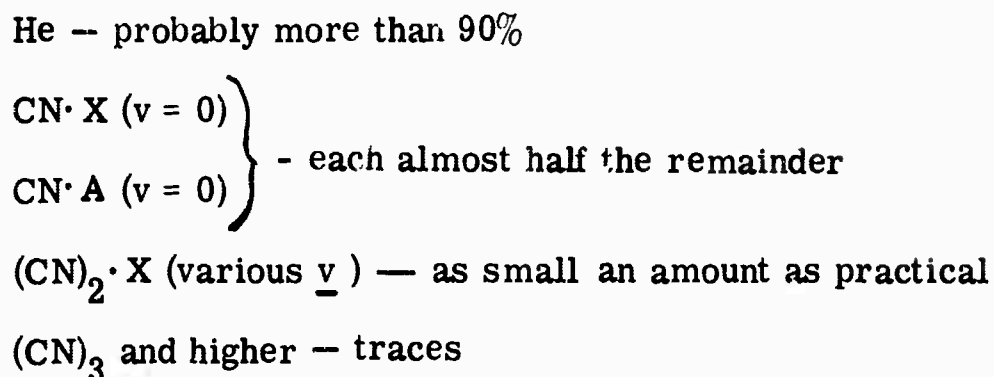 He — probably more than 90%
CN· X (v = 0)
CN· A (v = 0)
- each almost half the remainder
(CN)₂· X (various v ) — as small an amount as practical
(CN)₃ and higher — traces